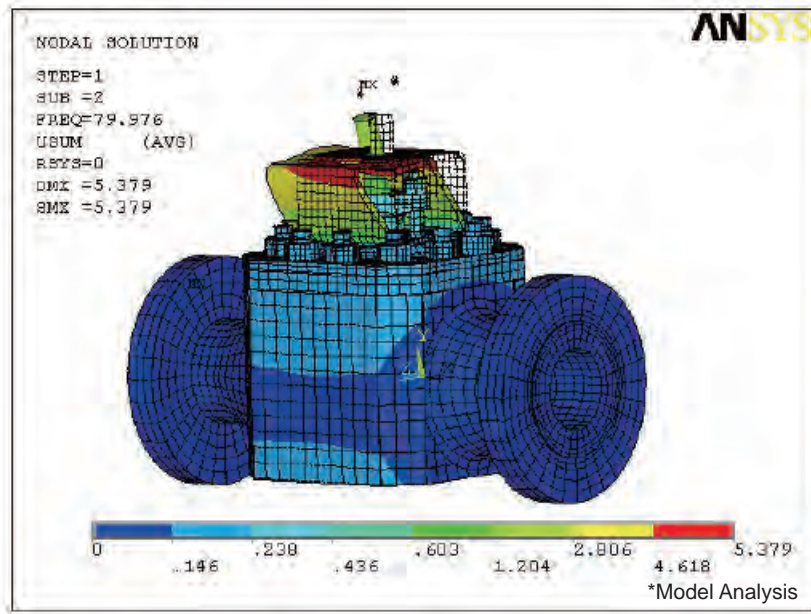 ANSYS
NODAL SOLUTION
STEP=1
SUB =2
FREQ=79.976
USUM (AVG)
RSYS=0
DMX =5.379
SMX =5.379
MX
MN
Y
Z
0 .238 .603 2.806 5.379
.146 .436 1.204 4.618
*Model Analysis